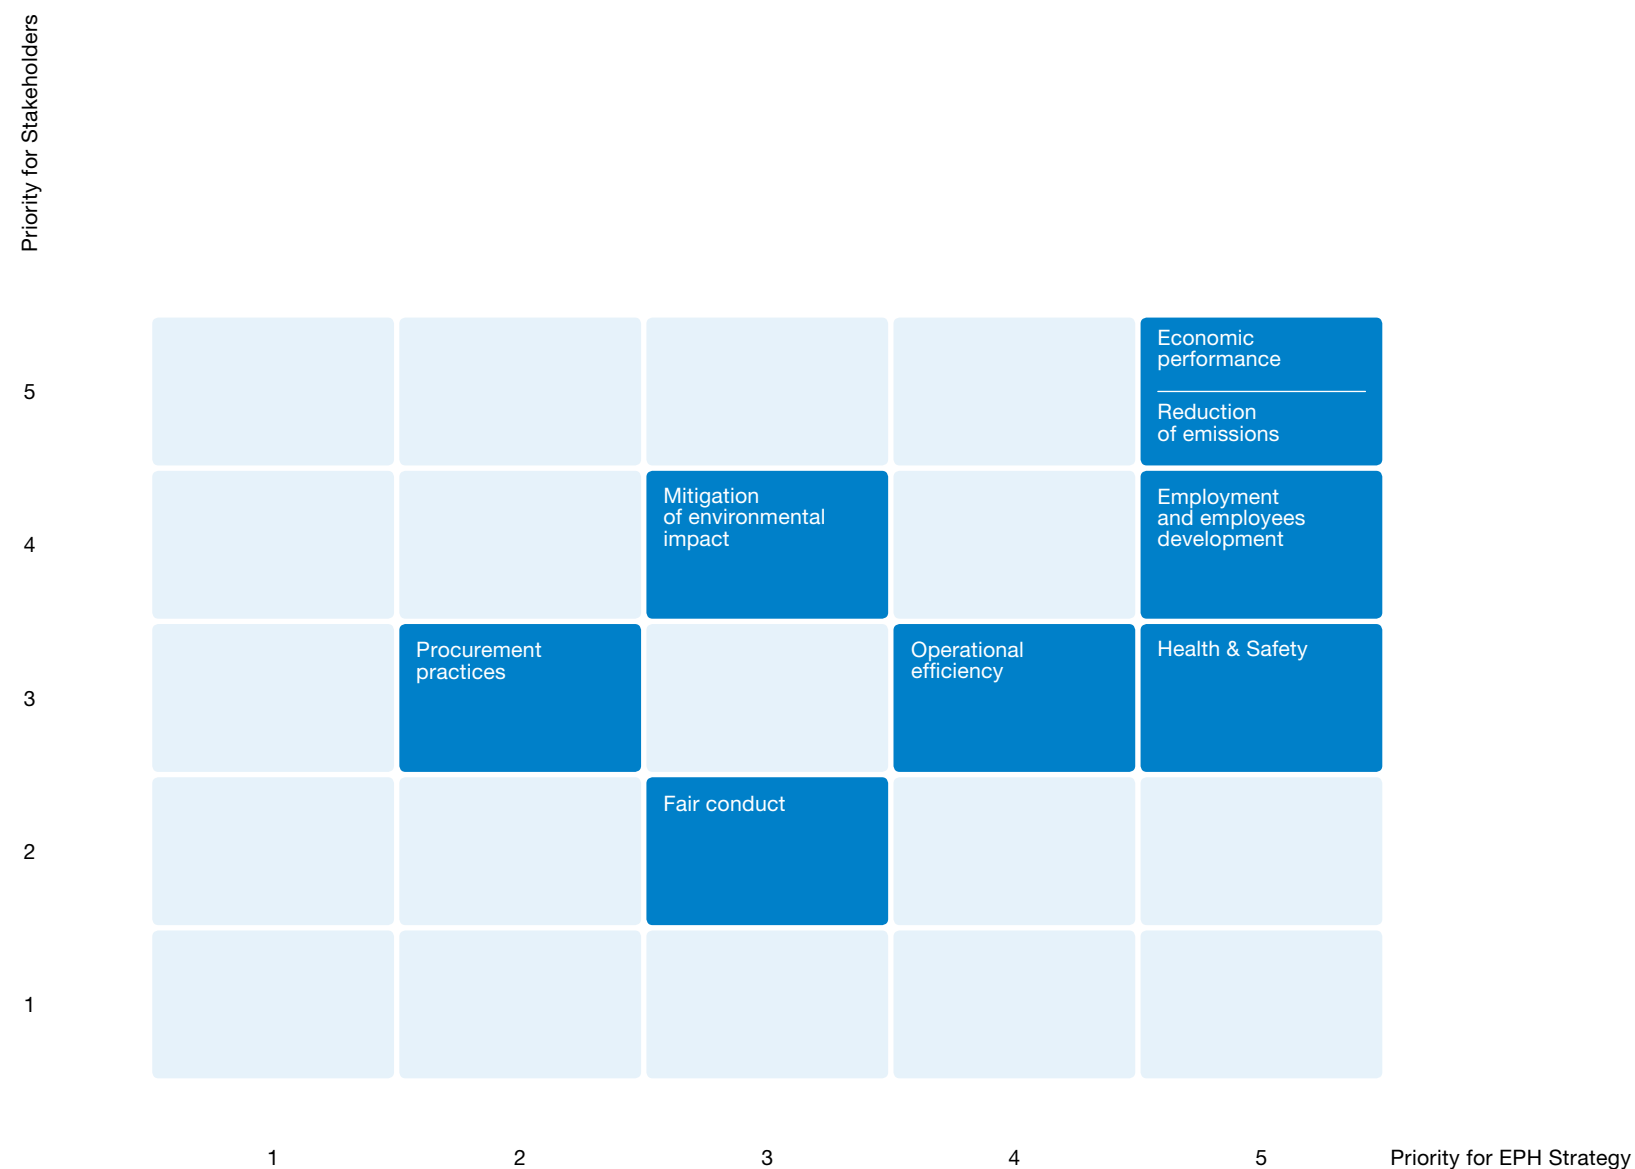 Priority for Stakeholders
5
Economic
performance
Reduction
of emissions
4
Mitigation
of environmental
impact
Employment
and employees
development
3
Procurement
practices
Operational
efficiency
Health & Safety
2
Fair conduct
1
1
2
3
4
5
Priority for EPH Strategy